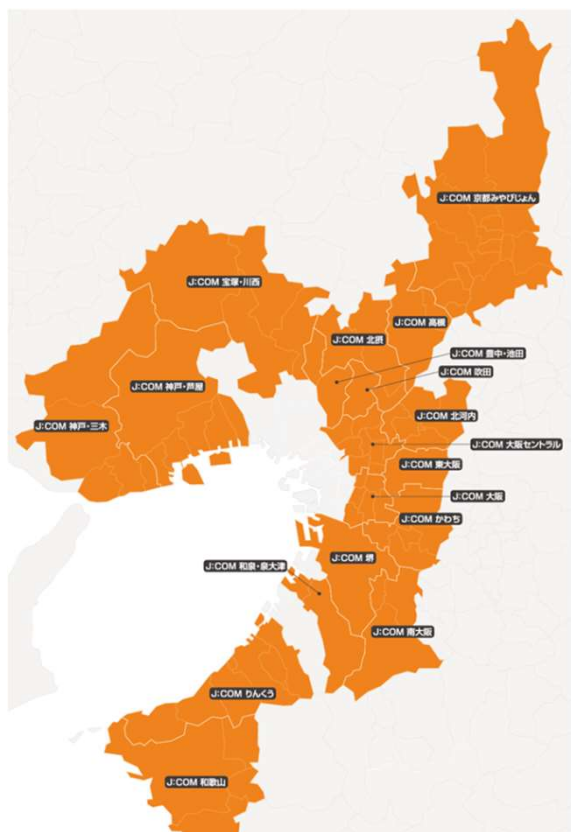 J:COM 京都みやびじょん
J:COM 宝塚・川西
J:COM 高槻
J:COM 北摂
J:COM 豊中・池田
J:COM 吹田
J:COM 神戸・芦屋
J:COM 北河内
J:COM 神戸・三木
J:COM 大阪セントラル
J:COM 東大阪
J:COM 大阪
J:COM かわち
J:COM 堺
J:COM 和泉・泉大津
J:COM 南大阪
J:COM りんくう
J:COM 和歌山